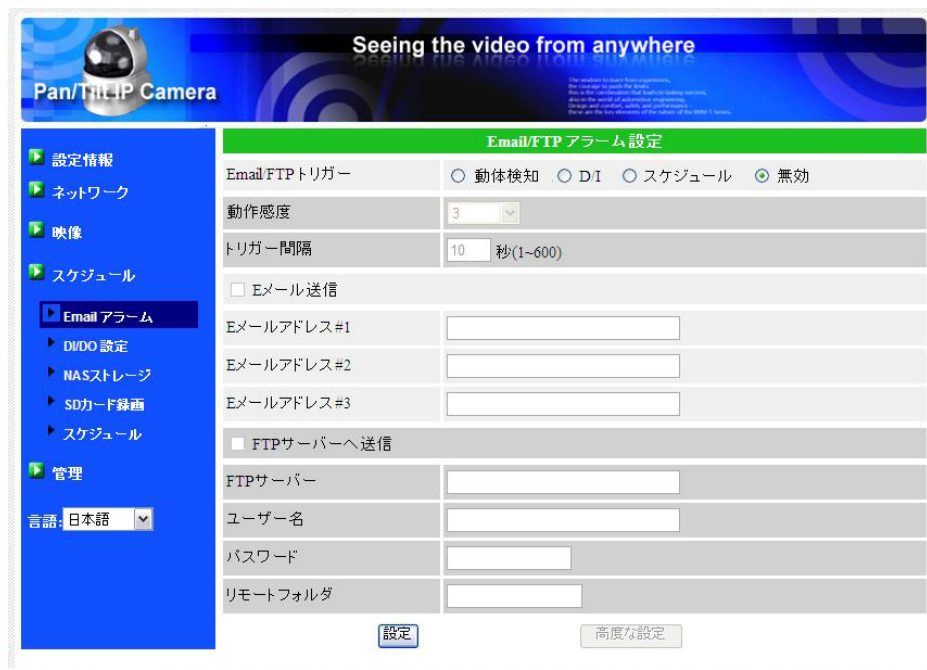 Seeing the video from anywhere
Pan/Tilt IP Camera
設定情報
ネットワーク
映像
スケジュール
Email アラーム
DI/DO 設定
NASストレージ
SDカード録画
スケジュール
管理
言語: 日本語
Email/FTP アラーム設定
Email/FTPトリガー 動体検知 D/I スケジュール 無効
動作感度 3
トリガー間隔 10 秒(1~600)
Eメール送信
Eメールアドレス#1
Eメールアドレス#2
Eメールアドレス#3
FTPサーバーへ送信
FTPサーバー
ユーザー名
パスワード
リモートフォルダ
設定 高度な設定